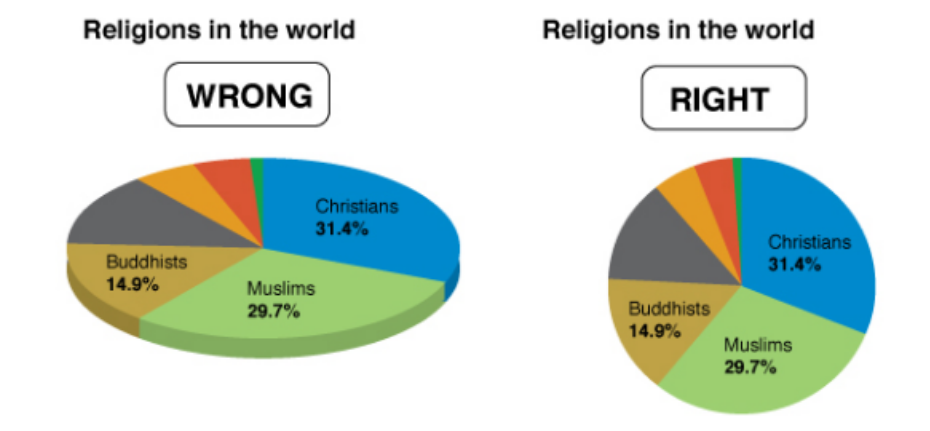 Religions in the world
WRONG
Christians
31.4%
Buddhists
14.9%
Muslims
29.7%
Religions in the world
RIGHT
Christians
31.4%
Buddhists
14.9%
Muslims
29.7%